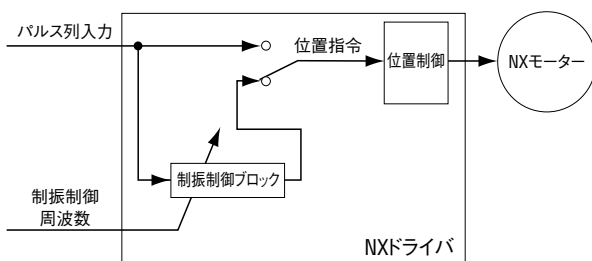 パルス列入力
位置指令
位置制御
NXモーター
制振制御ブロック
制振制御
周波数
NXドライバ